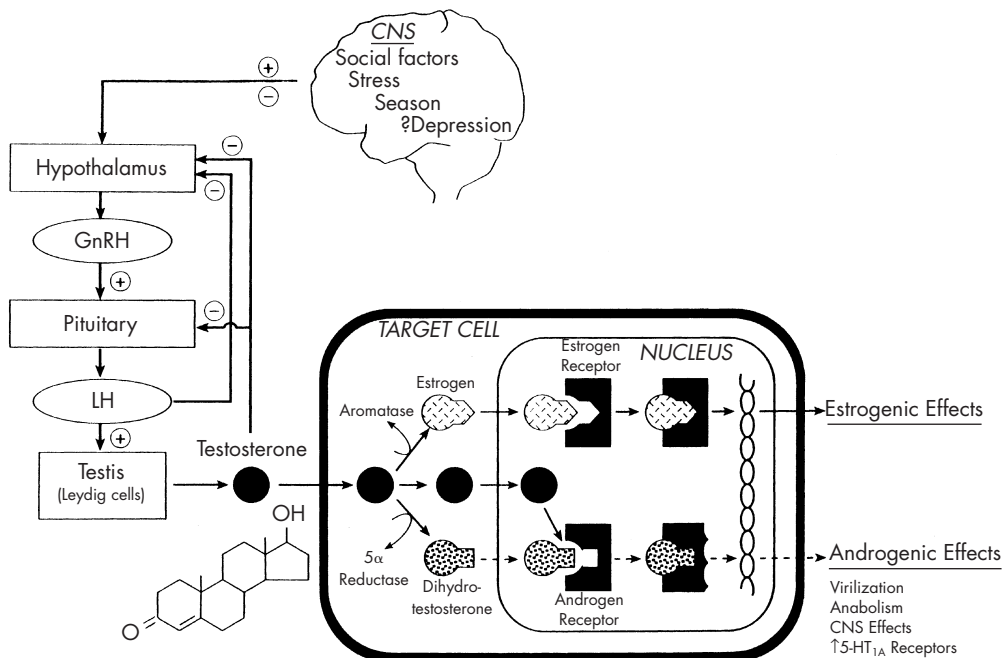 CNS
Social factors
Stress
Season
?Depression
+
−
Hypothalamus
−
−
GnRH
+
Pituitary
−
LH
+
Testis
(Leydig cells)
Testosterone
OH
O
TARGET CELL
NUCLEUS
Estrogen
Receptor
Estrogen
Aromatase
5α
Reductase
Dihydro-
testosterone
Androgen
Receptor
Estrogenic Effects
Androgenic Effects
Virilization
Anabolism
CNS Effects
↑5-HT1A Receptors